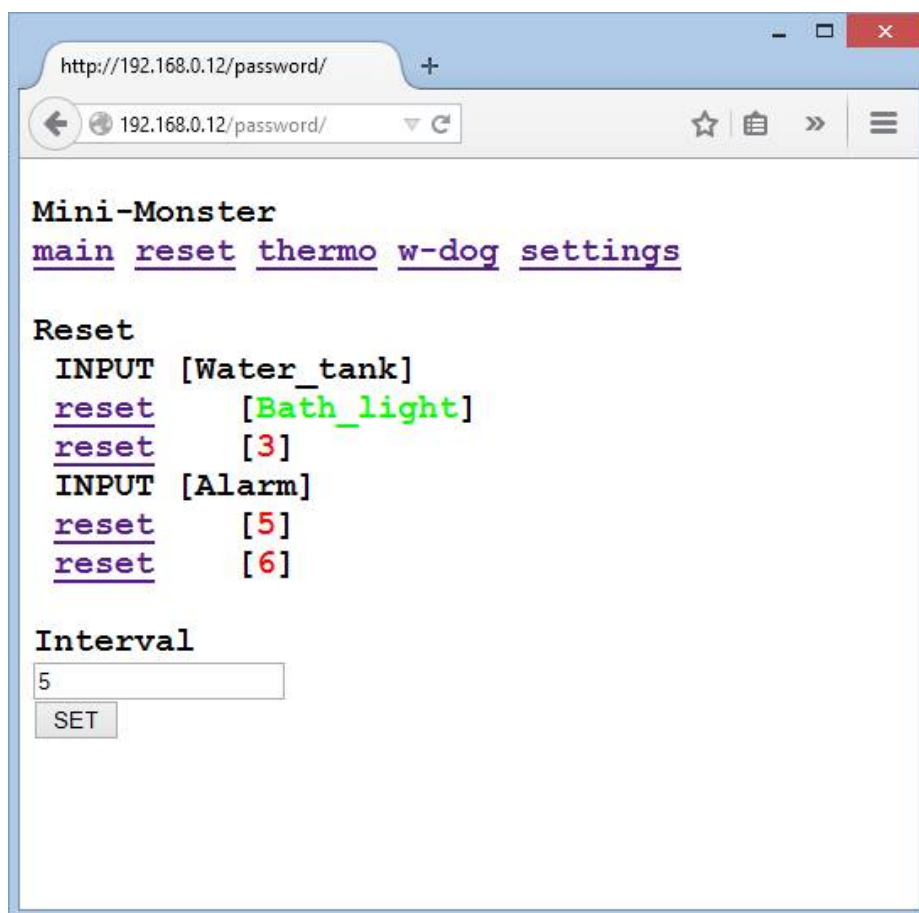 http://192.168.0.12/password/
192.168.0.12/password/
Mini-Monster
main reset thermo w-dog settings
Reset
INPUT [Water_tank]
reset [Bath_light]
reset [3]
INPUT [Alarm]
reset [5]
reset [6]
Interval
5
SET